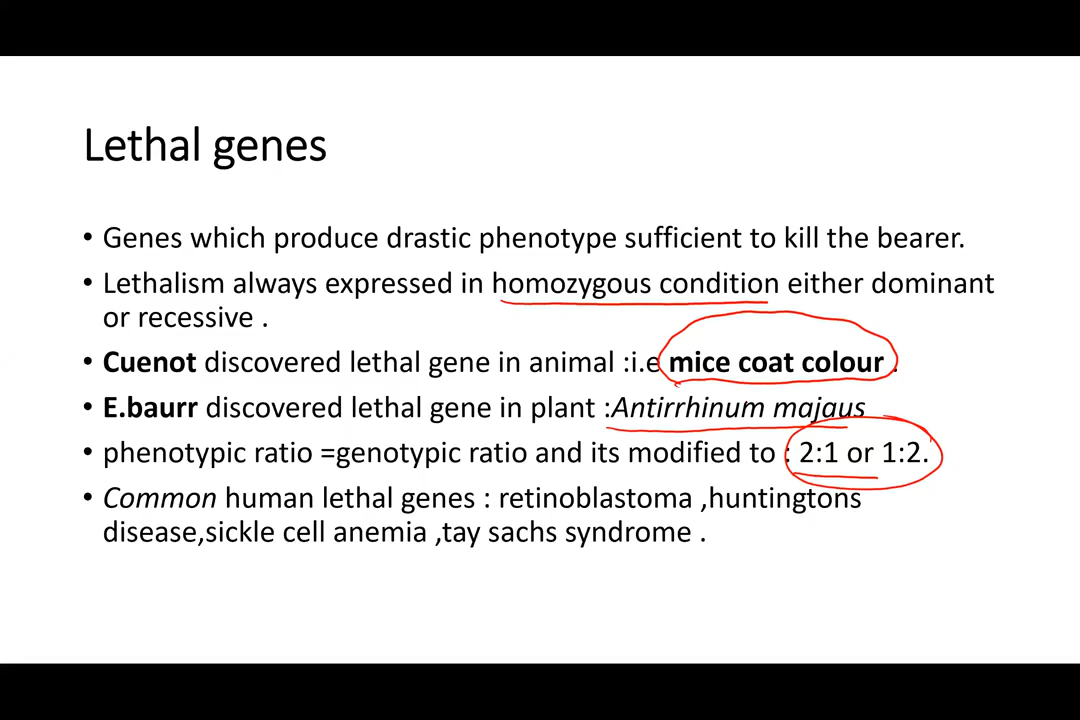 Lethal genes
• Genes which produce drastic phenotype sufficient to kill the bearer.
• Lethalism always expressed in homozygous condition either dominant
or recessive .
• Cuenot discovered lethal gene in animal :i.e mice coat colour .
• E.baurr discovered lethal gene in plant :Antirrhinum majaus
• phenotypic ratio =genotypic ratio and its modified to : 2:1 or 1:2.
• Common human lethal genes : retinoblastoma ,huntingtons
disease,sickle cell anemia ,tay sachs syndrome .